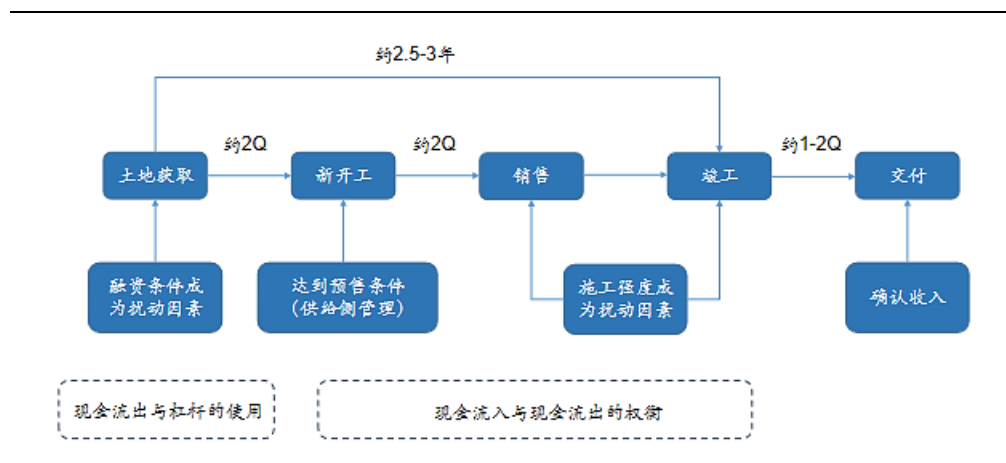 约2.5-3年
约2Q
约2Q
约1-2Q
土地获取
新开工
销售
竣工
交付
融资条件成
为扰动因素
达到预售条件
(供给侧管理)
施工强度成
为扰动因素
确认收入
现金流出与杠杆的使用
现金流入与现金流出的权衡